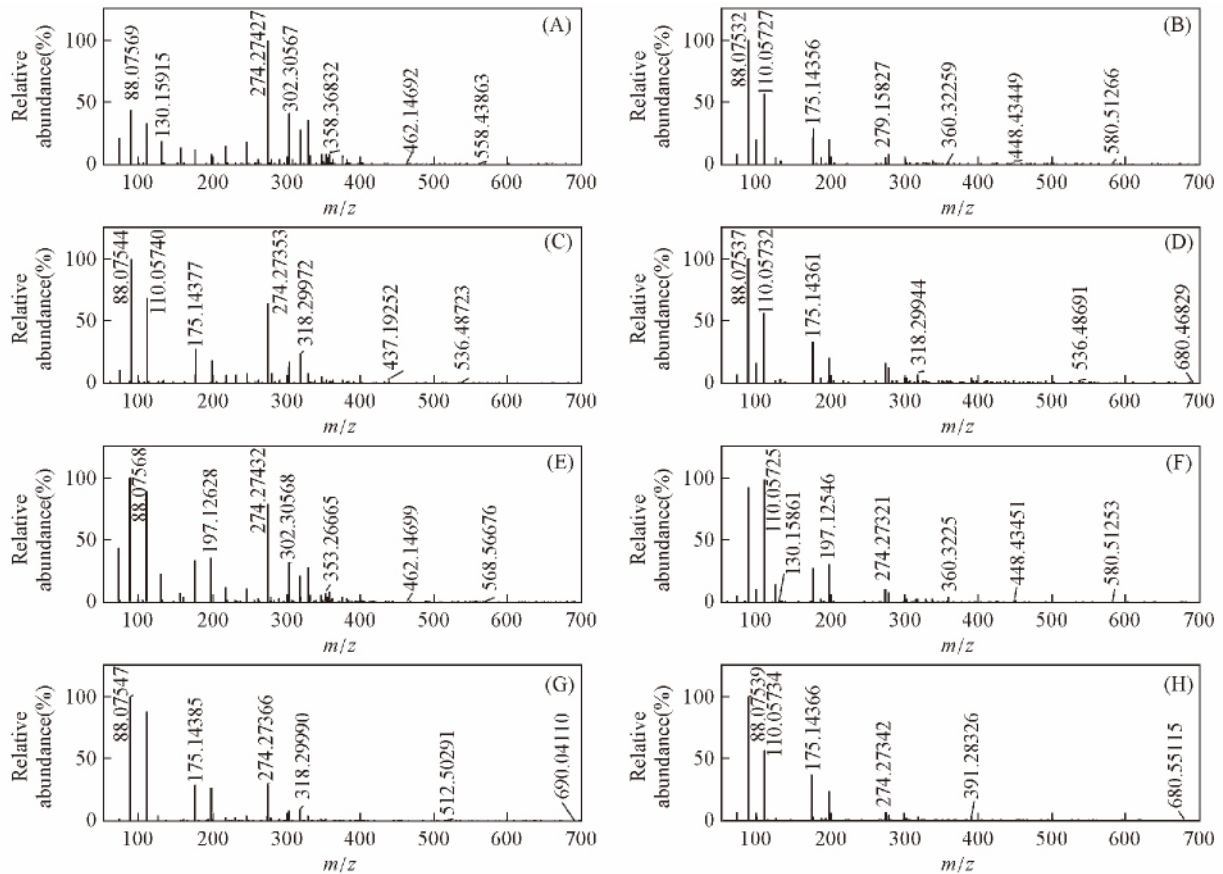 (A)
Relative
abundance(%)
100
50
0
88.07569
130.15915
274.27427
302.30567
358.36832
462.14692
558.43863
100 200 300 400 500 600 700
m/z
(B)
Relative
abundance(%)
100
50
0
88.07532
110.05727
175.14356
279.15827
360.32259
448.43449
580.51266
100 200 300 400 500 600 700
m/z
(C)
Relative
abundance(%)
100
50
0
88.07544
110.05740
175.14377
274.27353
318.29972
437.19252
536.48723
100 200 300 400 500 600 700
m/z
(D)
Relative
abundance(%)
100
50
0
88.07537
110.05732
175.14361
318.29944
536.48691
680.46829
100 200 300 400 500 600 700
m/z
(E)
Relative
abundance(%)
100
50
0
88.07568
197.12628
274.27432
302.30568
353.26665
462.14699
568.56676
100 200 300 400 500 600 700
m/z
(F)
Relative
abundance(%)
100
50
0
110.05725
130.15861
197.12546
274.27321
360.3225
448.43451
580.51253
100 200 300 400 500 600 700
m/z
(G)
Relative
abundance(%)
100
50
0
88.07547
175.14385
274.27366
318.29990
512.50291
690.04110
100 200 300 400 500 600 700
m/z
(H)
Relative
abundance(%)
100
50
0
88.07539
110.05734
175.14366
274.27342
391.28326
680.55115
100 200 300 400 500 600 700
m/z